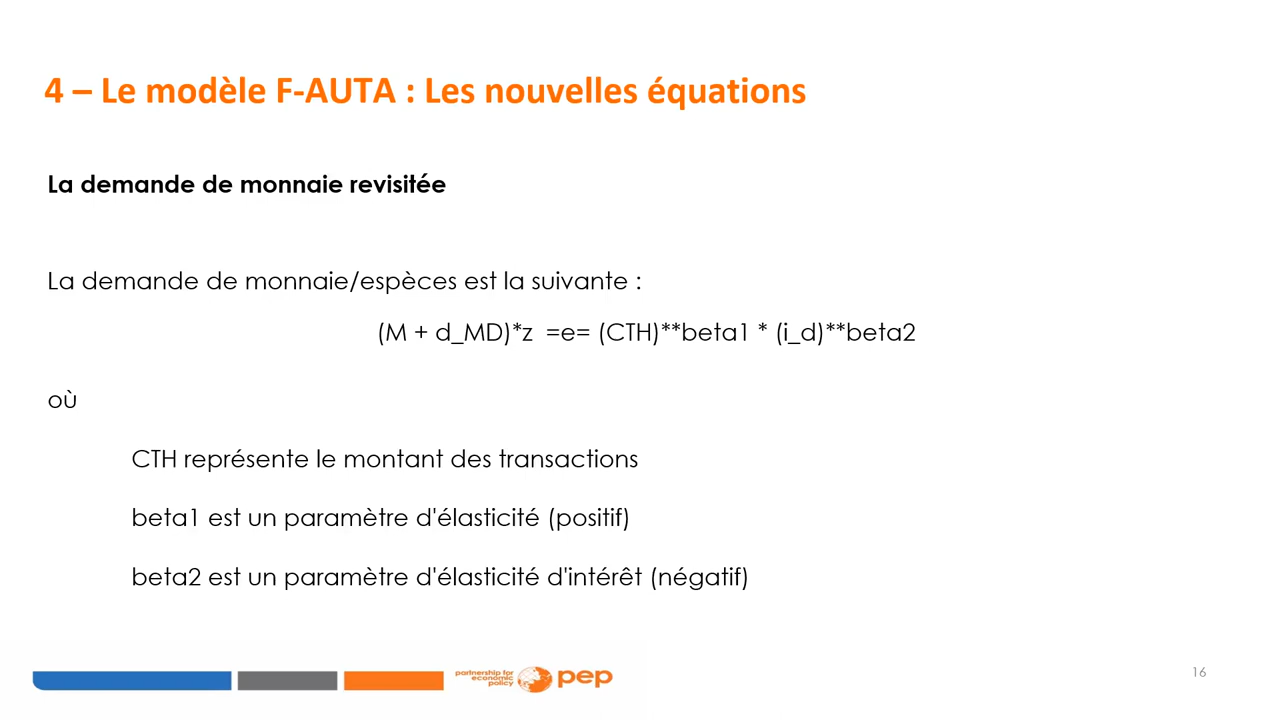 4 – Le modèle F-AUTA : Les nouvelles équations
La demande de monnaie revisitée
La demande de monnaie/espèces est la suivante :
(M + d_MD)*z =e= (CTH)**beta1 * (i_d)**beta2
où
CTH représente le montant des transactions
beta1 est un paramètre d'élasticité (positif)
beta2 est un paramètre d'élasticité d'intérêt (négatif)
partnership for
economic
policy
pep
16